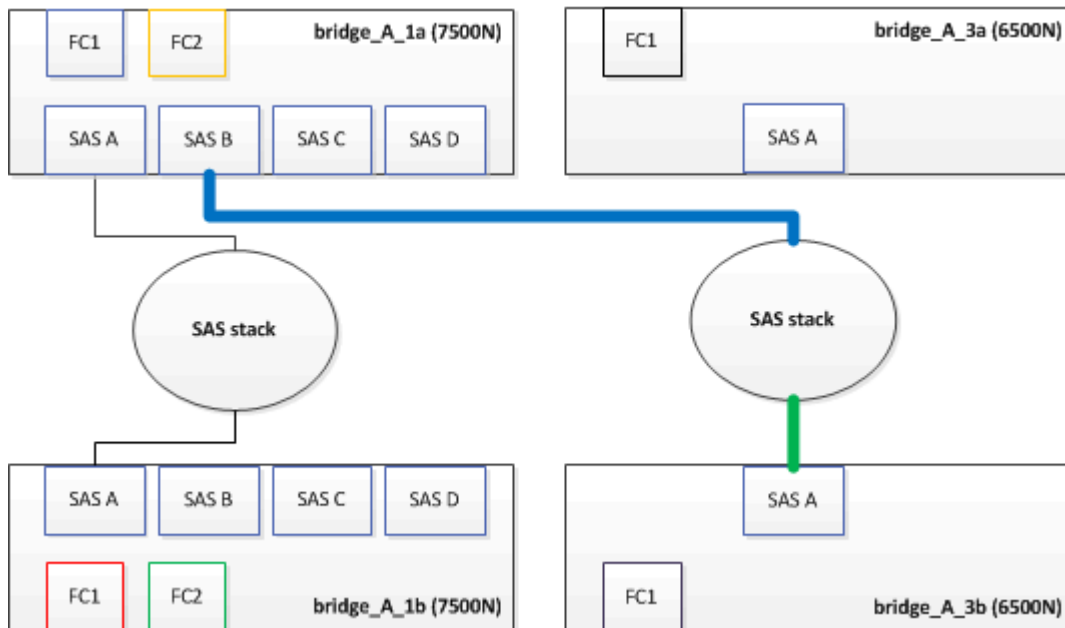 bridge_A_1a (7500N)
FC1
FC2
SAS A
SAS B
SAS C
SAS D
bridge_A_3a (6500N)
FC1
SAS A
SAS stack
SAS stack
SAS A
SAS B
SAS C
SAS D
FC1
FC2
bridge_A_1b (7500N)
SAS A
FC1
bridge_A_3b (6500N)